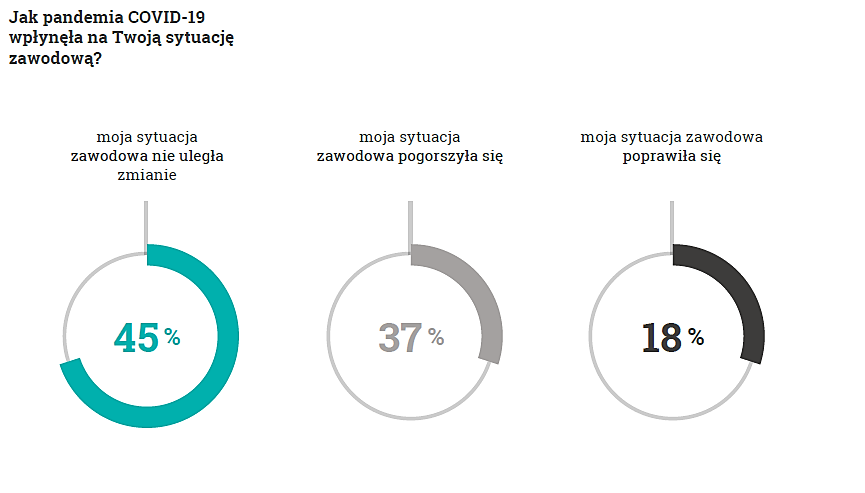 Jak pandemia COVID-19
wpłynęła na Twoją sytuację
zawodową?
moja sytuacja
zawodowa nie uległa
zmianie
45 %
moja sytuacja
zawodowa pogorszyła się
37 %
moja sytuacja zawodowa
poprawiła się
18 %